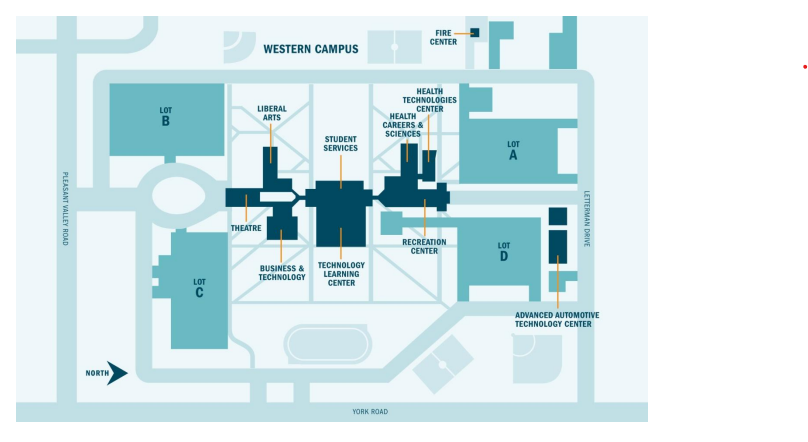 FIRE
CENTER
WESTERN CAMPUS
HEALTH
TECHNOLOGIES
CENTER
LIBERAL
ARTS
HEALTH
CAREERS &
SCIENCES
LOT
B
STUDENT
SERVICES
LOT
A
PLEASANT VALLEY ROAD
LETTERMAN DRIVE
THEATRE
RECREATION
CENTER
LOT
D
BUSINESS &
TECHNOLOGY
TECHNOLOGY
LEARNING
CENTER
LOT
C
ADVANCED AUTOMOTIVE
TECHNOLOGY CENTER
NORTH
YORK ROAD